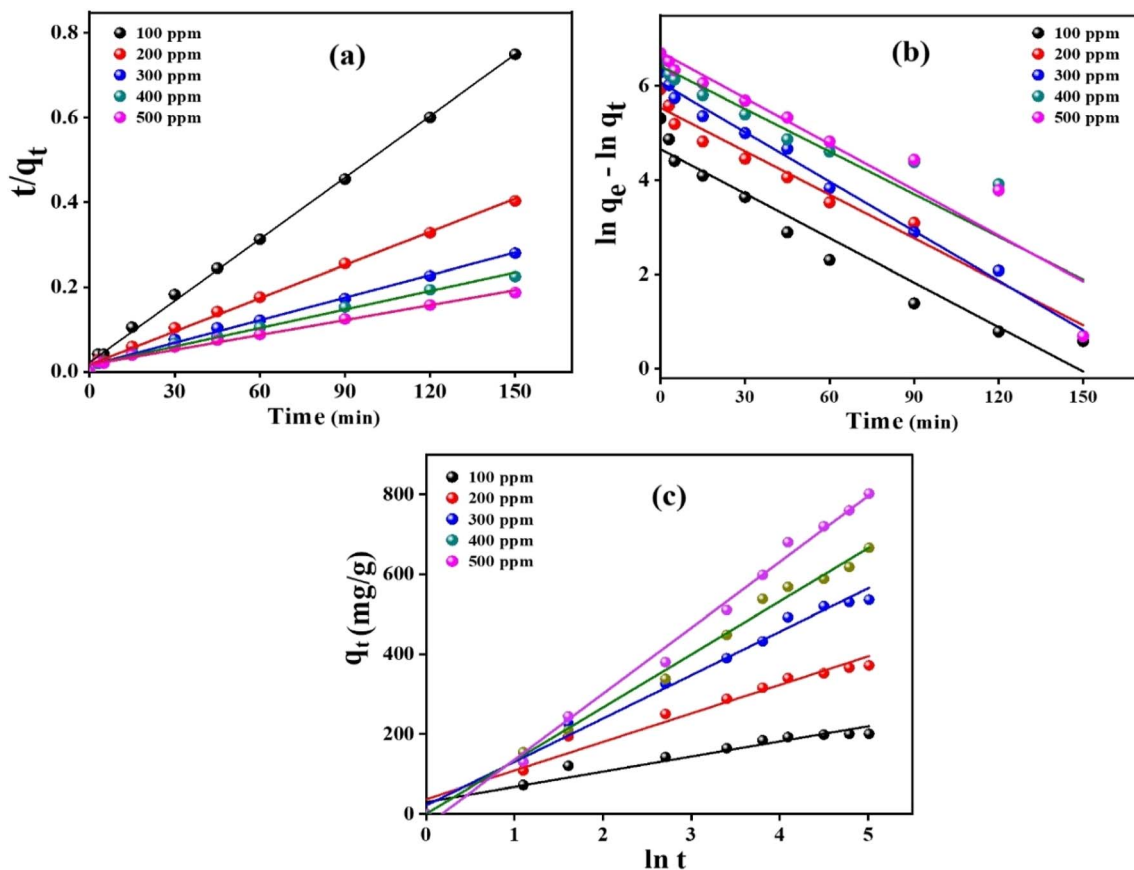 (a)
100 ppm
200 ppm
300 ppm
400 ppm
500 ppm
t/qt
0.8
0.6
0.4
0.2
0.0
0 30 60 90 120 150
Time (min)
(b)
100 ppm
200 ppm
300 ppm
400 ppm
500 ppm
ln qe - ln qt
6
4
2
0
0 30 60 90 120 150
Time (min)
(c)
100 ppm
200 ppm
300 ppm
400 ppm
500 ppm
qt (mg/g)
800
600
400
200
0
0 1 2 3 4 5
ln t